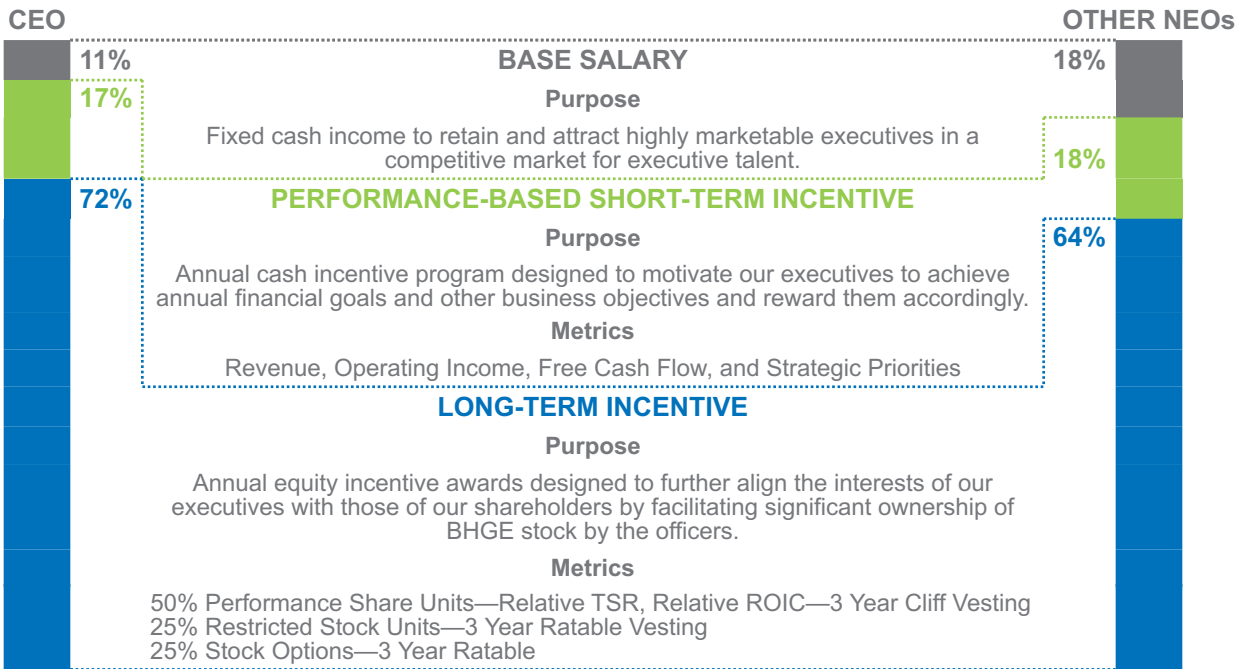 CEO
OTHER NEOs
11%
BASE SALARY
18%
17%
Purpose
Fixed cash income to retain and attract highly marketable executives in a
competitive market for executive talent.
18%
72%
PERFORMANCE-BASED SHORT-TERM INCENTIVE
Purpose
64%
Annual cash incentive program designed to motivate our executives to achieve
annual financial goals and other business objectives and reward them accordingly.
Metrics
Revenue, Operating Income, Free Cash Flow, and Strategic Priorities
LONG-TERM INCENTIVE
Purpose
Annual equity incentive awards designed to further align the interests of our
executives with those of our shareholders by facilitating significant ownership of
BHGE stock by the officers.
Metrics
50% Performance Share Units—Relative TSR, Relative ROIC—3 Year Cliff Vesting
25% Restricted Stock Units—3 Year Ratable Vesting
25% Stock Options—3 Year Ratable